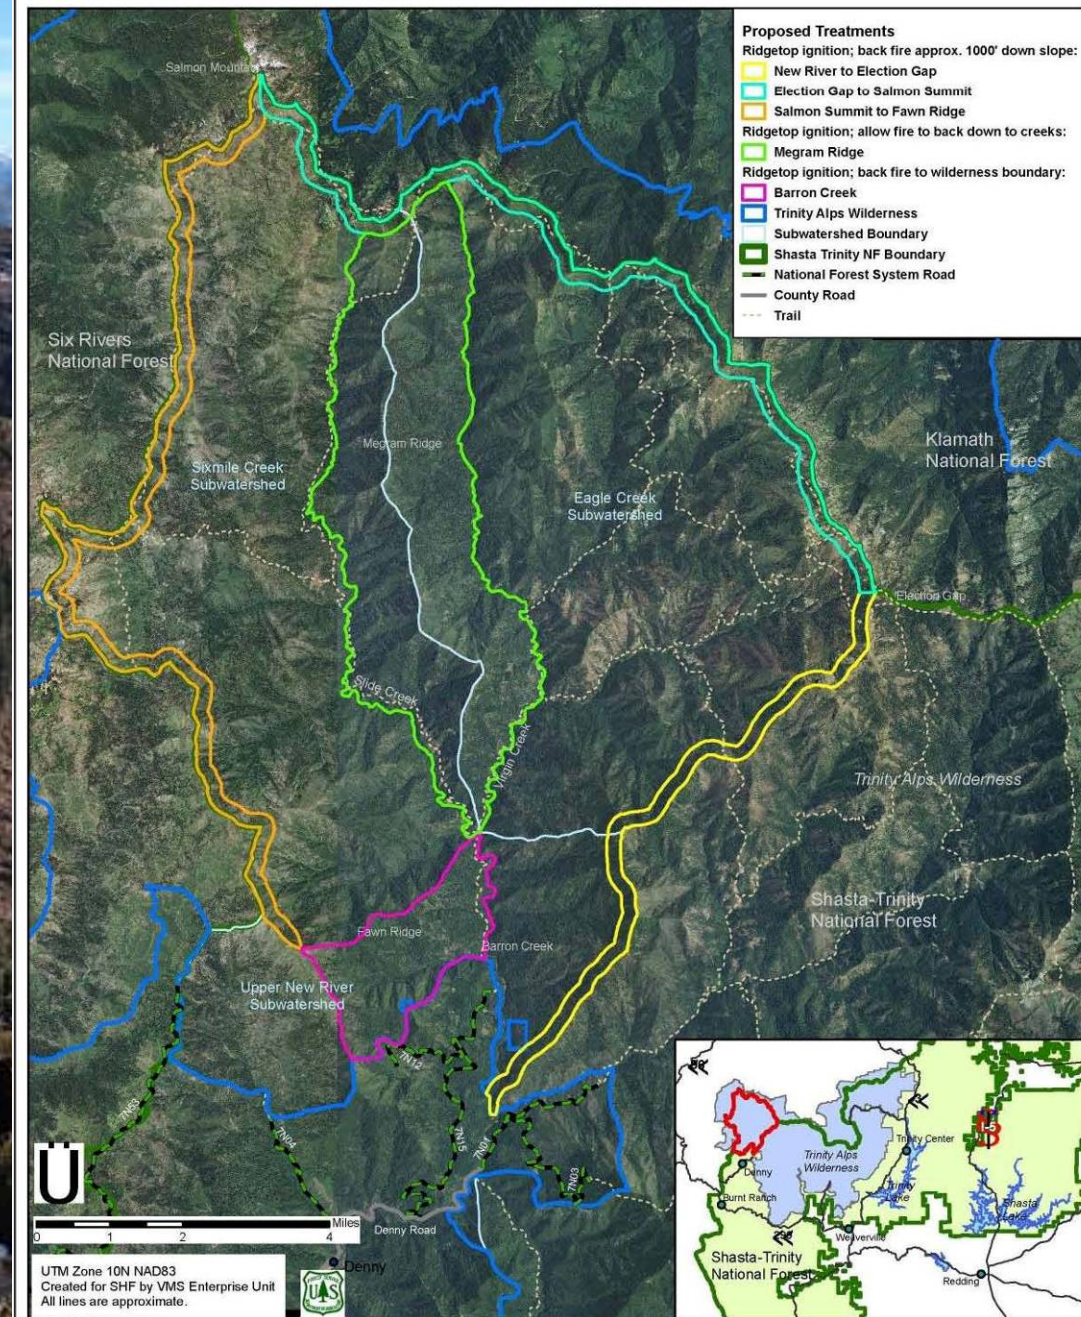 Proposed Treatments
Ridgetop ignition; back fire approx. 1000' down slope:
New River to Election Gap
Election Gap to Salmon Summit
Salmon Summit to Fawn Ridge
Ridgetop ignition; allow fire to back down to creeks:
Megram Ridge
Ridgetop ignition; back fire to wilderness boundary:
Barron Creek
Trinity Alps Wilderness
Subwatershed Boundary
Shasta Trinity NF Boundary
National Forest System Road
County Road
Trail
Salmon Mountain
Six Rivers
National Forest
Klamath
National Forest
Megram Ridge
Sixmile Creek
Subwatershed
Eagle Creek
Subwatershed
Election Gap
Slide Creek
Virgin Creek
Trinity Alps Wilderness
Shasta-Trinity
National Forest
Fawn Ridge
Barron Creek
Upper New River
Subwatershed
7N12
7N53
7N04
7N15
7N01
7N03
Denny Road
Denny
Ü
Miles
0 1 2 4
UTM Zone 10N NAD83
Created for SHF by VMS Enterprise Unit
All lines are approximate.
U S
I-5
Trinity Center
Trinity Alps
Wilderness
Denny
Trinity
Lake
Burnt Ranch
Shasta
Lake
Weaverville
Shasta-Trinity
National Forest
Redding